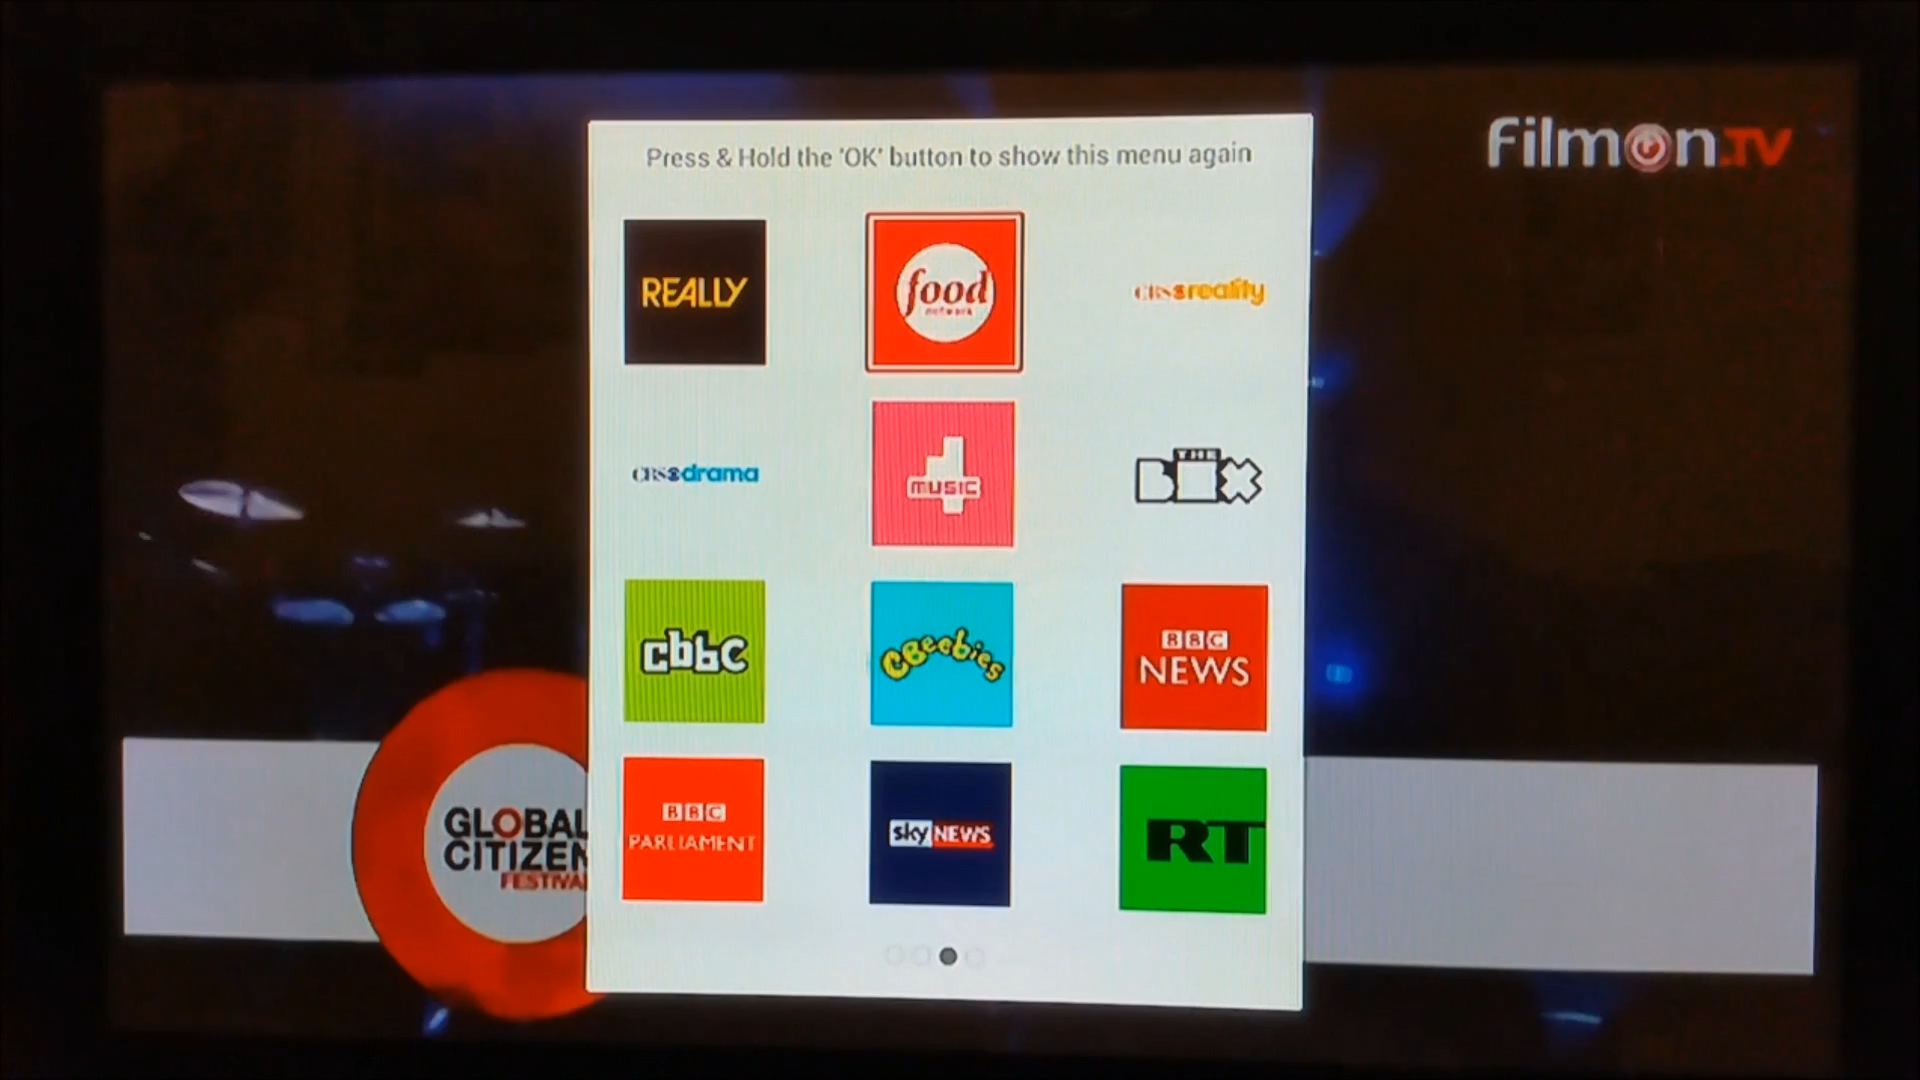 Press & Hold the 'OK' button to show this menu again
filmon.TV
REALLY
food
network
CBS reality
CBS drama
4
MUSIC
THE
BOX
cbbc
CBeebies
BBC
NEWS
BBC
PARLIAMENT
sky NEWS
RT
GLOBAL
CITIZEN
FESTIVAL